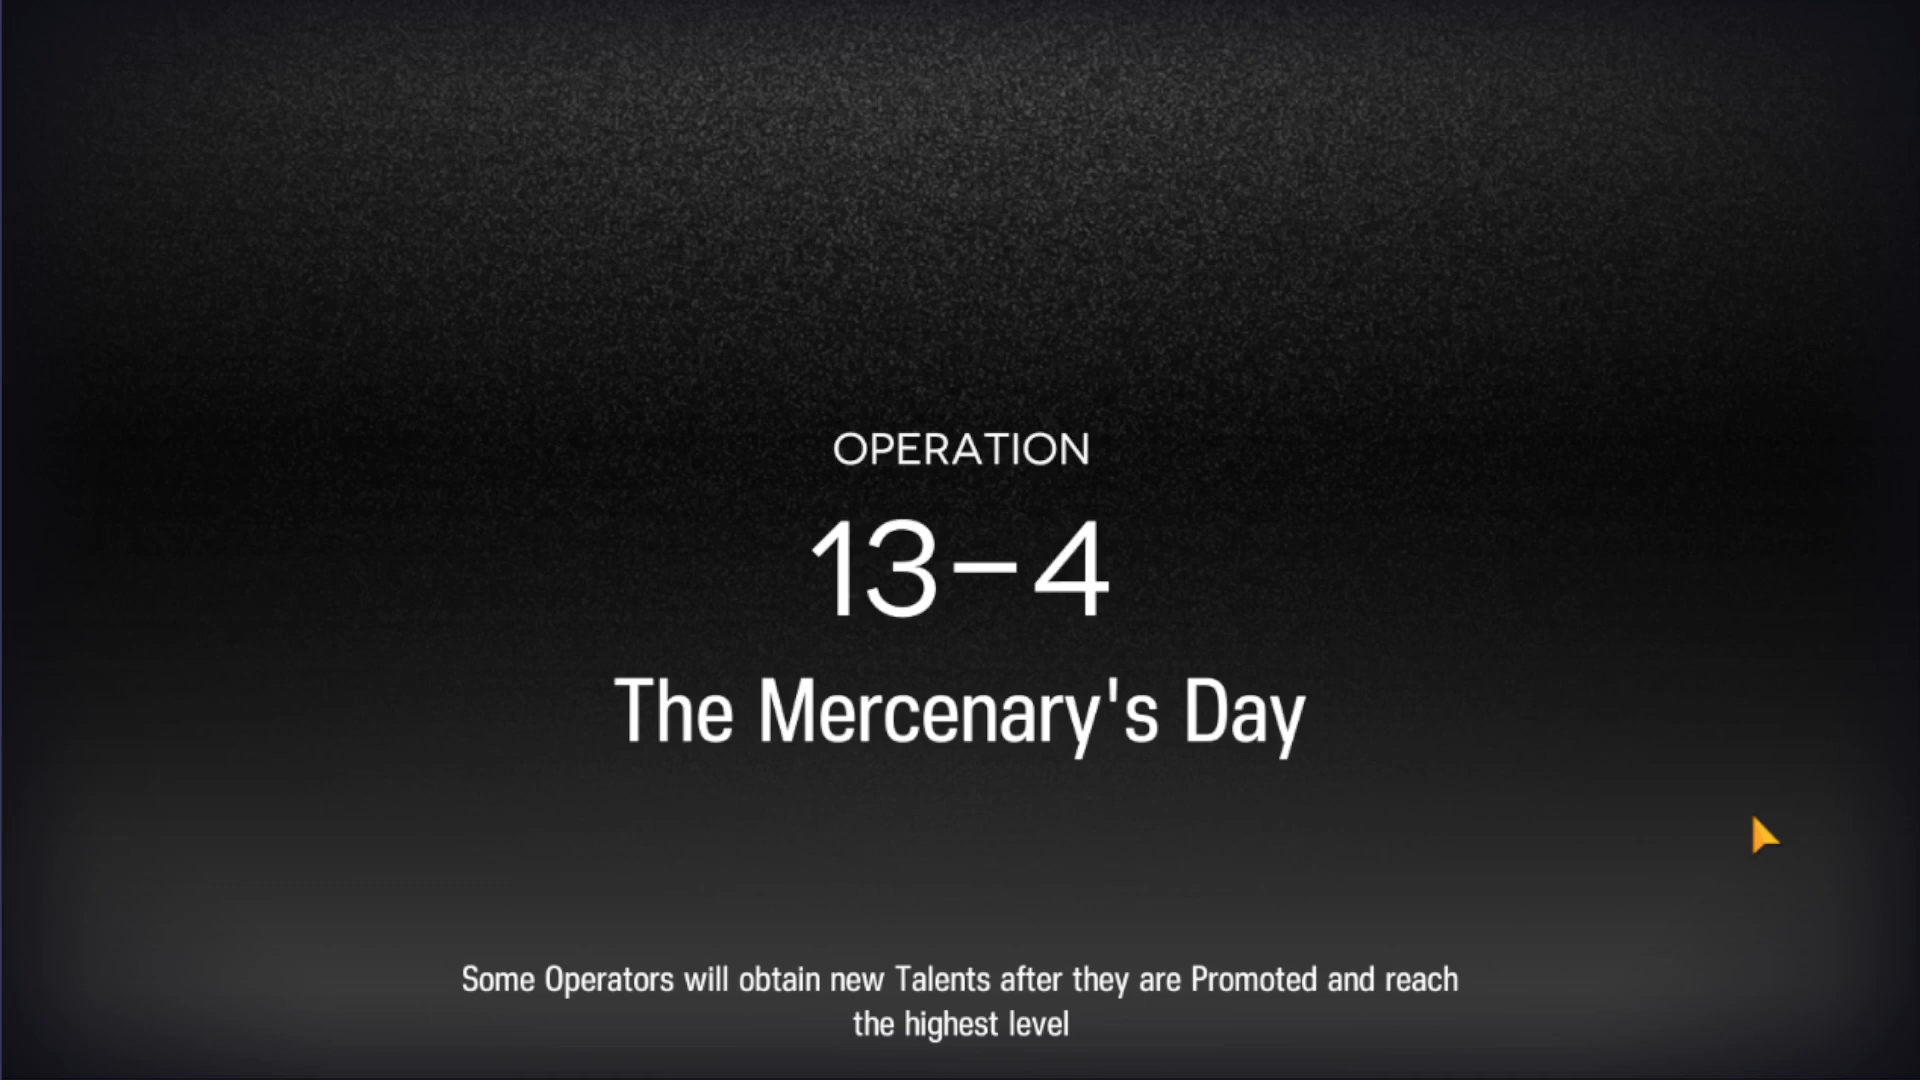 OPERATION
13-4
The Mercenary's Day
Some Operators will obtain new Talents after they are Promoted and reach
the highest level